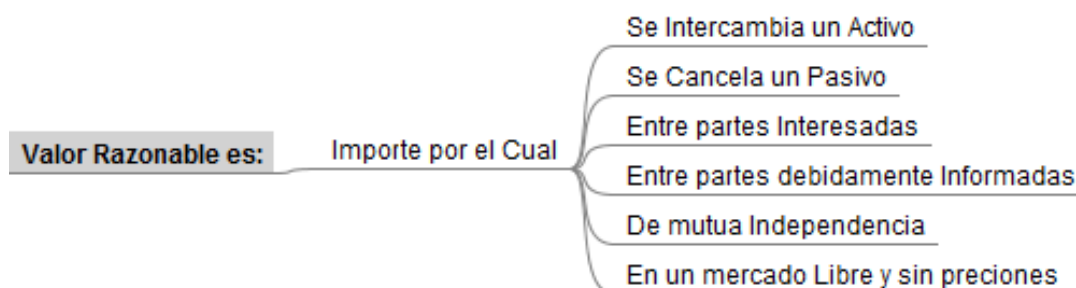 Valor Razonable es:
Importe por el Cual
Se Intercambia un Activo
Se Cancela un Pasivo
Entre partes Interesadas
Entre partes debidamente Informadas
De mutua Independencia
En un mercado Libre y sin preciones